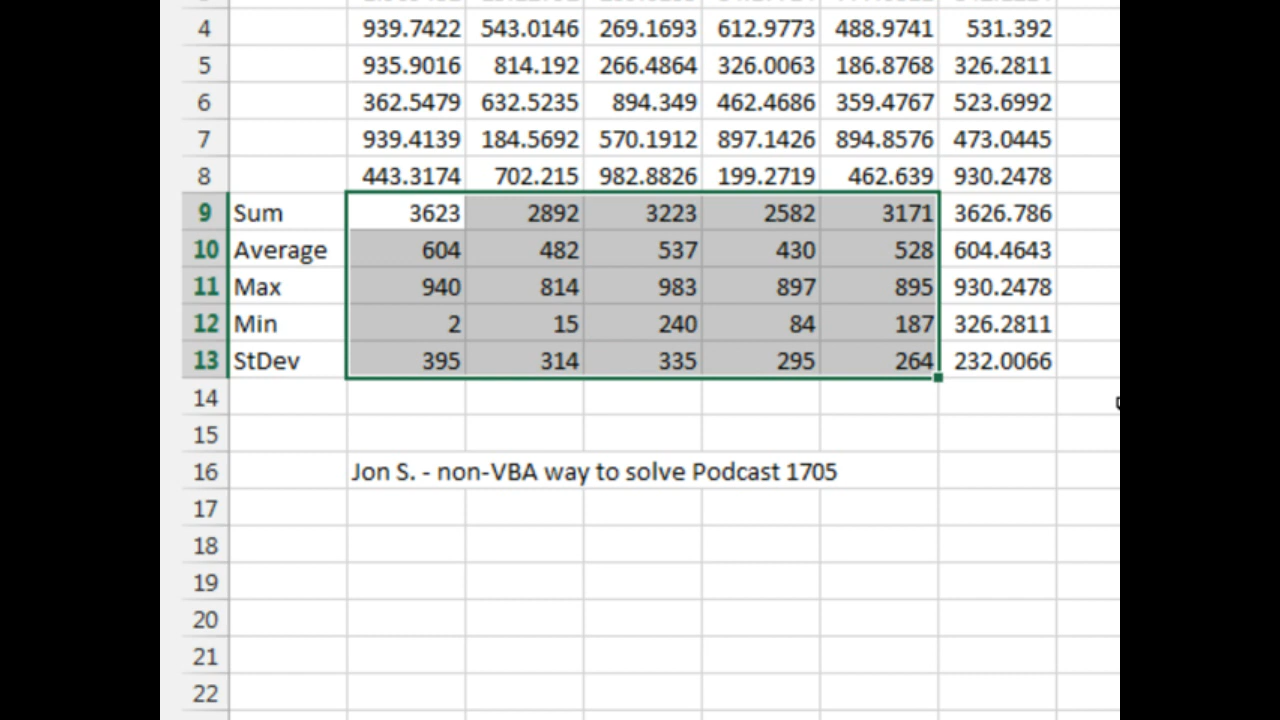 4 939.7422 543.0146 269.1693 612.9773 488.9741 531.392
5 935.9016 814.192 266.4864 326.0063 186.8768 326.2811
6 362.5479 632.5235 894.349 462.4686 359.4767 523.6992
7 939.4139 184.5692 570.1912 897.1426 894.8576 473.0445
8 443.3174 702.215 982.8826 199.2719 462.639 930.2478
9 Sum 3623 2892 3223 2582 3171 3626.786
10 Average 604 482 537 430 528 604.4643
11 Max 940 814 983 897 895 930.2478
12 Min 2 15 240 84 187 326.2811
13 StDev 395 314 335 295 264 232.0066
14
15
16 Jon S. - non-VBA way to solve Podcast 1705
17
18
19
20
21
22